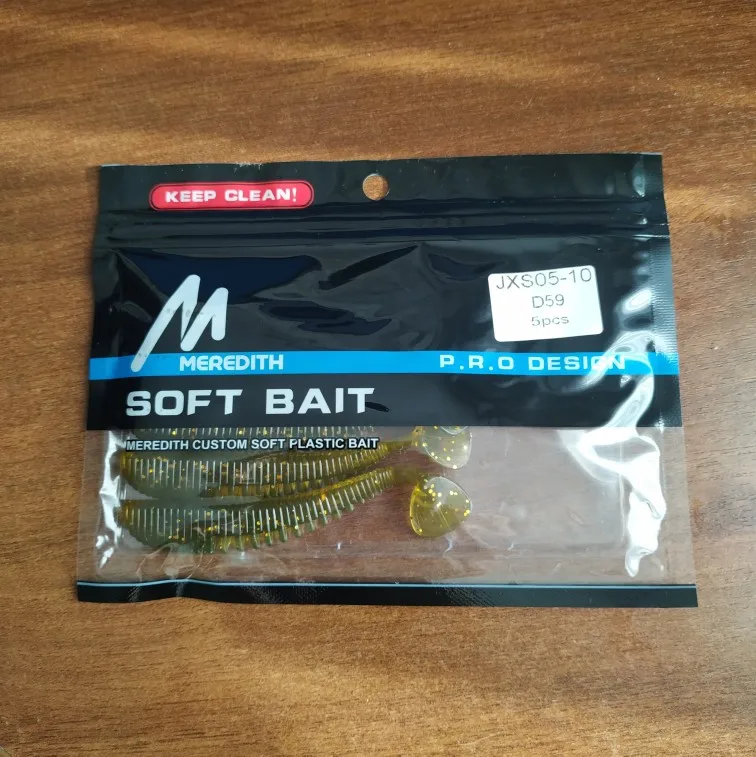 KEEP CLEAN!
JXS05-10
D59
5pcs
M
MEREDITH
P.R.O DESIGN
SOFT BAIT
MEREDITH CUSTOM SOFT PLASTIC BAIT